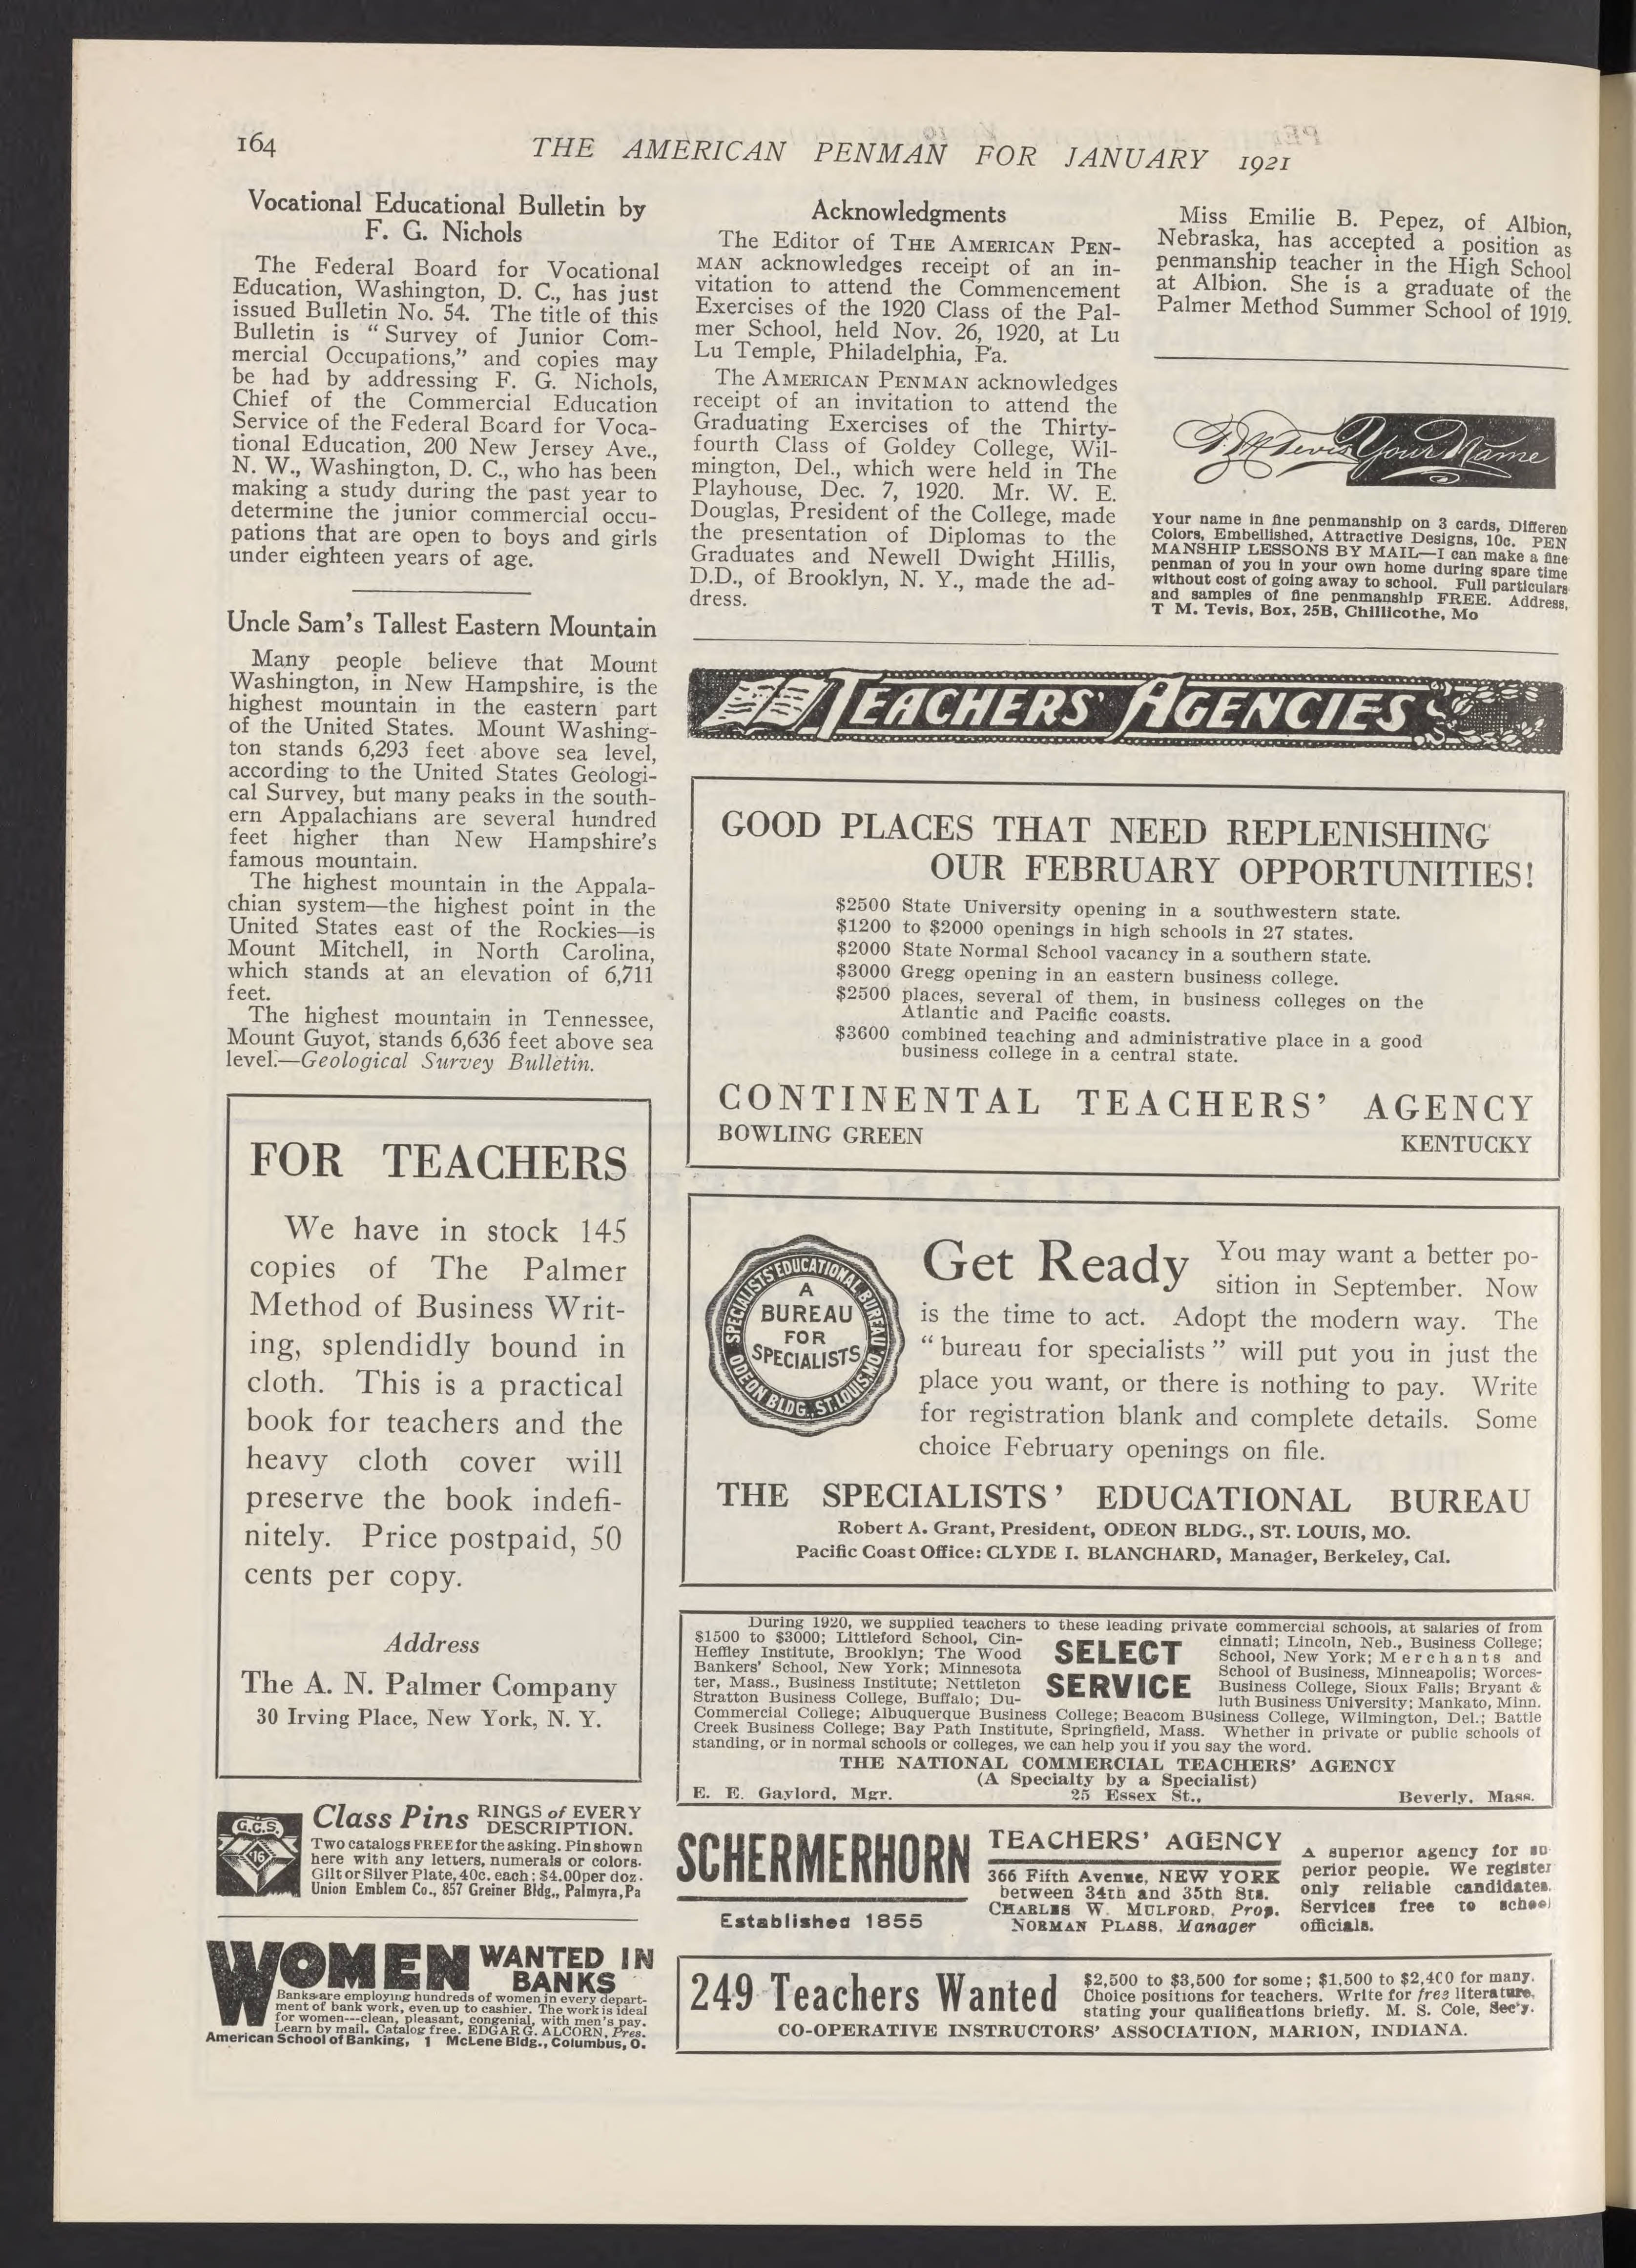 164
THE AMERICAN PENMAN FOR JANUARY 1921
Vocational Educational Bulletin by
F. G. Nichols
The Federal Board for Vocational
Education, Washington, D. C., has just
issued Bulletin No. 54. The title of this
Bulletin is "Survey of Junior Com-
mercial Occupations," and copies may
be had by addressing F. G. Nichols,
Chief of the Commercial Education
Service of the Federal Board for Voca-
tional Education, 200 New Jersey Ave.,
N. W., Washington, D. C., who has been
making a study during the past year to
determine the junior commercial occu-
pations that are open to boys and girls
under eighteen years of age.
Uncle Sam's Tallest Eastern Mountain
Many people believe that Mount
Washington, in New Hampshire, is the
highest mountain in the eastern part
of the United States. Mount Washing-
ton stands 6,293 feet above sea level,
according to the United States Geologi-
cal Survey, but many peaks in the south-
ern Appalachians are several hundred
feet higher than New Hampshire's
famous mountain.
The highest mountain in the Appala-
chian system—the highest point in the
United States east of the Rockies—is
Mount Mitchell, in North Carolina,
which stands at an elevation of 6,711
feet.
The highest mountain in Tennessee,
Mount Guyot, stands 6,636 feet above sea
level.—Geological Survey Bulletin.
FOR TEACHERS
We have in stock 145
copies of The Palmer
Method of Business Writ-
ing, splendidly bound in
cloth. This is a practical
book for teachers and the
heavy cloth cover will
preserve the book indefi-
nitely. Price postpaid, 50
cents per copy.
Address
The A. N. Palmer Company
30 Irving Place, New York, N. Y.
G.C.S.
'16
Class Pins RINGS of EVERY
DESCRIPTION.
Two catalogs FREE for the asking. Pin shown
here with any letters, numerals or colors.
Gilt or Silver Plate, 40c. each; $4.00 per doz.
Union Emblem Co., 857 Greiner Bldg., Palmyra, Pa
WOMEN WANTED IN
BANKS
Banks are employing hundreds of women in every depart-
ment of bank work, even up to cashier. The work is ideal
for women---clean, pleasant, congenial, with men's pay.
Learn by mail. Catalog free. EDGAR G. ALCORN, Pres.
American School of Banking, 1 McLene Bldg., Columbus, O.
Acknowledgments
The Editor of THE AMERICAN PEN-
MAN acknowledges receipt of an in-
vitation to attend the Commencement
Exercises of the 1920 Class of the Pal-
mer School, held Nov. 26, 1920, at Lu
Lu Temple, Philadelphia, Pa.
The AMERICAN PENMAN acknowledges
receipt of an invitation to attend the
Graduating Exercises of the Thirty-
fourth Class of Goldey College, Wil-
mington, Del., which were held in The
Playhouse, Dec. 7, 1920. Mr. W. E.
Douglas, President of the College, made
the presentation of Diplomas to the
Graduates and Newell Dwight Hillis,
D.D., of Brooklyn, N. Y., made the ad-
dress.
Miss Emilie B. Pepez, of Albion,
Nebraska, has accepted a position as
penmanship teacher in the High School
at Albion. She is a graduate of the
Palmer Method Summer School of 1919.
T. M. Tevis Your Name
Your name in fine penmanship on 3 cards, Differen
Colors, Embellished, Attractive Designs, 10c. PEN
MANSHIP LESSONS BY MAIL—I can make a fine
penman of you in your own home during spare time
without cost of going away to school. Full particulars
and samples of fine penmanship FREE. Address,
T M. Tevis, Box, 25B, Chillicothe, Mo
TEACHERS' AGENCIES
GOOD PLACES THAT NEED REPLENISHING
OUR FEBRUARY OPPORTUNITIES!
$2500 State University opening in a southwestern state.
$1200 to $2000 openings in high schools in 27 states.
$2000 State Normal School vacancy in a southern state.
$3000 Gregg opening in an eastern business college.
$2500 places, several of them, in business colleges on the
Atlantic and Pacific coasts.
$3600 combined teaching and administrative place in a good
business college in a central state.
CONTINENTAL TEACHERS' AGENCY
BOWLING GREEN KENTUCKY
SPECIALISTS' EDUCATIONAL BUREAU
ODEON BLDG., ST. LOUIS, MO.
A
BUREAU
FOR
SPECIALISTS
Get Ready You may want a better po-
sition in September. Now
is the time to act. Adopt the modern way. The
"bureau for specialists" will put you in just the
place you want, or there is nothing to pay. Write
for registration blank and complete details. Some
choice February openings on file.
THE SPECIALISTS' EDUCATIONAL BUREAU
Robert A. Grant, President, ODEON BLDG., ST. LOUIS, MO.
Pacific Coast Office: CLYDE I. BLANCHARD, Manager, Berkeley, Cal.
During 1920, we supplied teachers to these leading private commercial schools, at salaries of from
$1500 to $3000; Littleford School, Cin- cinnati; Lincoln, Neb., Business College;
Heffley Institute, Brooklyn; The Wood School, New York; Merchants and
Bankers' School, New York; Minnesota School of Business, Minneapolis; Worces-
ter, Mass., Business Institute; Nettleton Business College, Sioux Falls; Bryant &
Stratton Business College, Buffalo; Du- luth Business University; Mankato, Minn.
SELECT
SERVICE
Commercial College; Albuquerque Business College; Beacom Business College, Wilmington, Del.; Battle
Creek Business College; Bay Path Institute, Springfield, Mass. Whether in private or public schools of
standing, or in normal schools or colleges, we can help you if you say the word.
THE NATIONAL COMMERCIAL TEACHERS' AGENCY
(A Specialty by a Specialist)
E. E. Gaylord, Mgr. 25 Essex St., Beverly, Mass.
SCHERMERHORN
Established 1855
TEACHERS' AGENCY
366 Fifth Avenue, NEW YORK
between 34th and 35th Sts.
CHARLES W. MULFORD, Prop.
NORMAN PLASS, Manager
A superior agency for su-
perior people. We register
only reliable candidates.
Services free to school
officials.
249 Teachers Wanted
$2,500 to $3,500 for some; $1,500 to $2,400 for many.
Choice positions for teachers. Write for free literature,
stating your qualifications briefly. M. S. Cole, Sec'y.
CO-OPERATIVE INSTRUCTORS' ASSOCIATION, MARION, INDIANA.